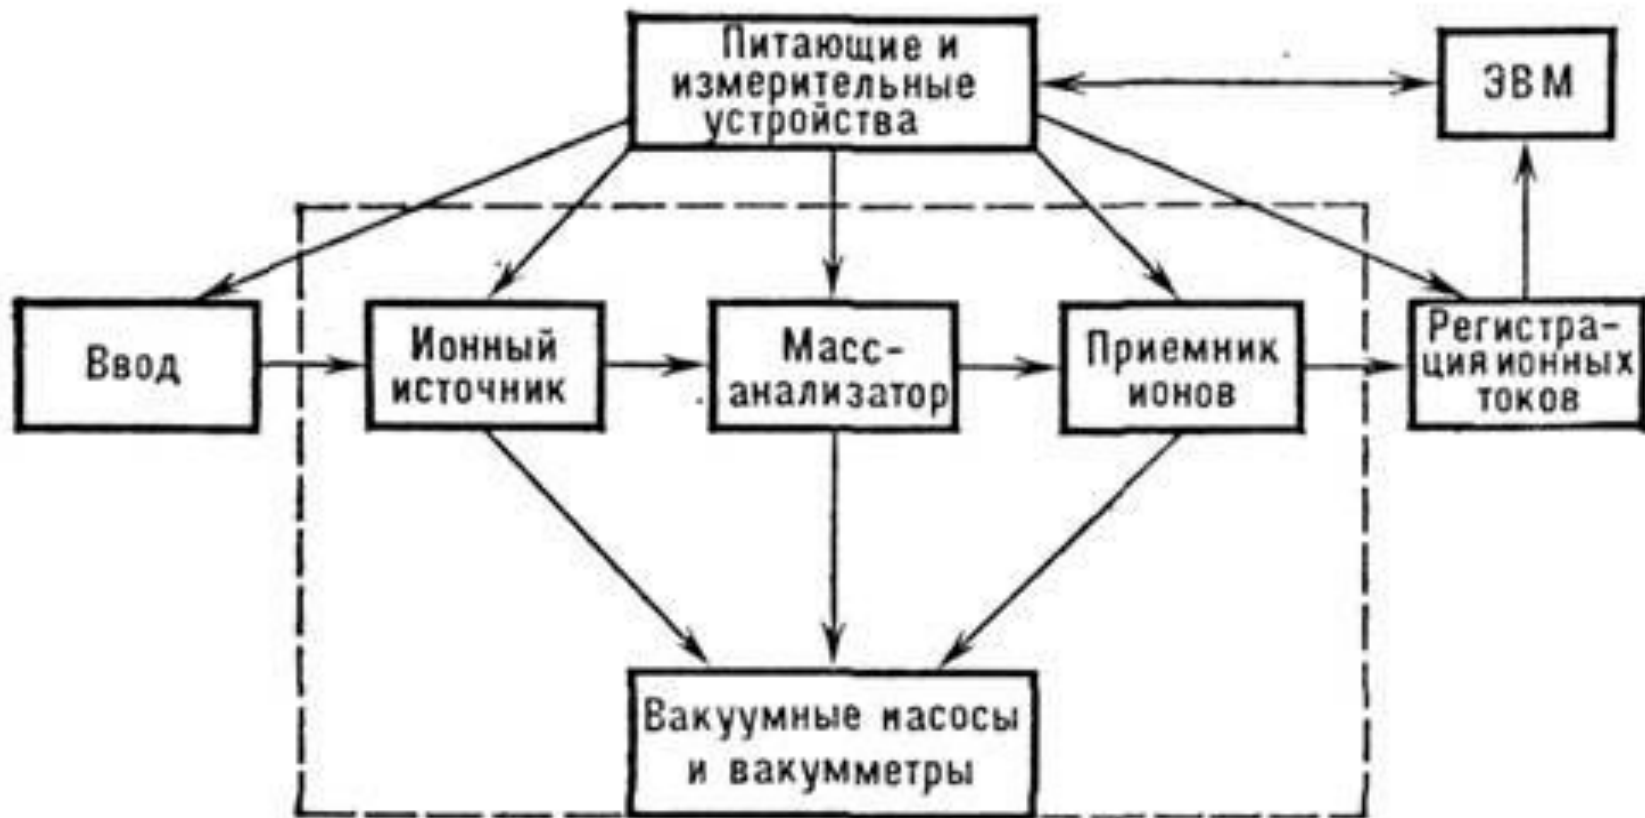 Питающие и
измерительные
устройства
ЭВМ
Ввод
Ионный
источник
Масс-
анализатор
Приемник
ионов
Регистра-
ция ионных
токов
Вакуумные насосы
и вакумметры